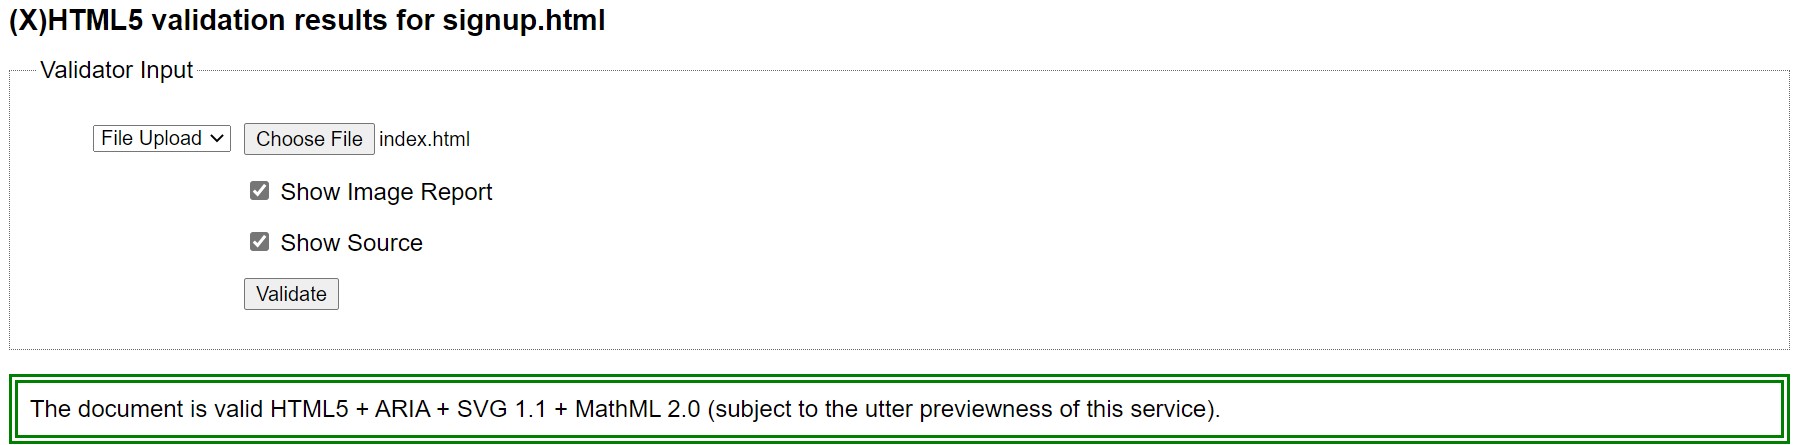 (X)HTML5 validation results for signup.html
Validator Input
File Upload Choose File index.html
Show Image Report
Show Source
Validate
The document is valid HTML5 + ARIA + SVG 1.1 + MathML 2.0 (subject to the utter previewness of this service).